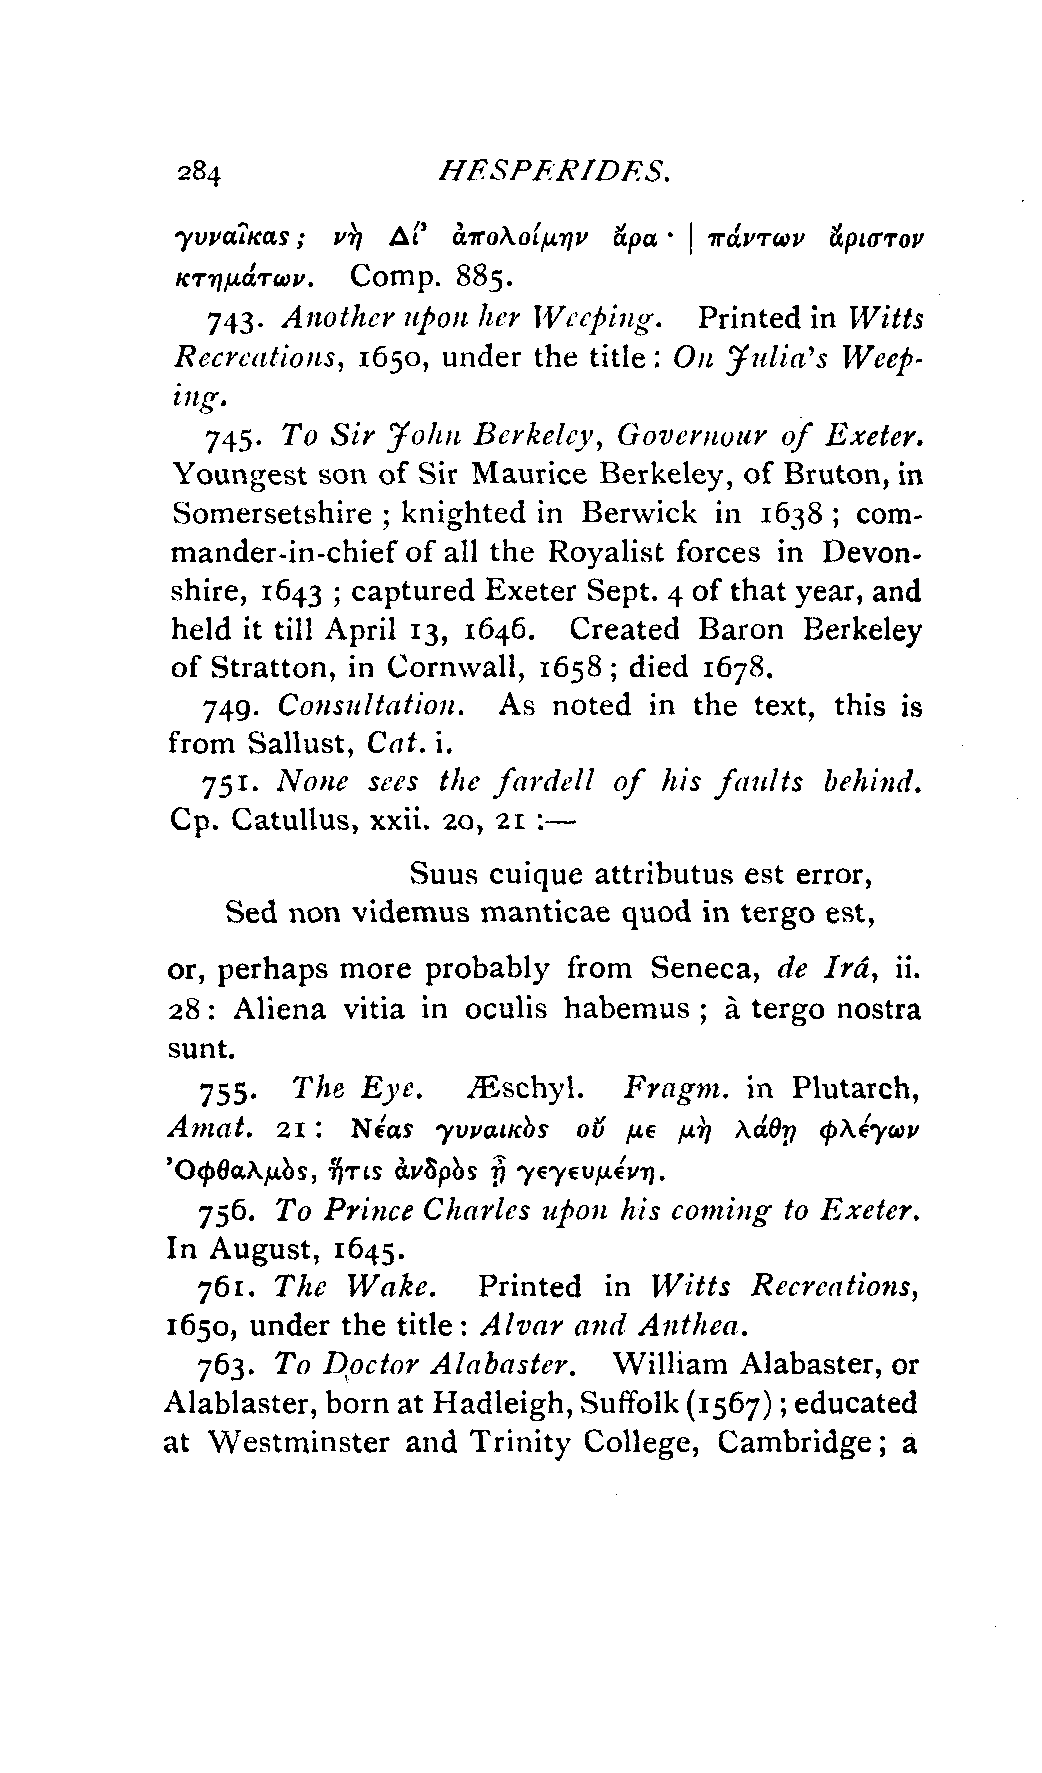 284 HESPERIDES.
γυναῖκας; νὴ Δί’ ἀπολοίμην ἄρα · | πάντων ἄριστον
κτημάτων. Comp. 885.
743. Another upon her Weeping. Printed in Witts
Recreations, 1650, under the title: On Julia's Weep-
ing.
745. To Sir John Berkeley, Governour of Exeter.
Youngest son of Sir Maurice Berkeley, of Bruton, in
Somersetshire; knighted in Berwick in 1638; com-
mander-in-chief of all the Royalist forces in Devon-
shire, 1643; captured Exeter Sept. 4 of that year, and
held it till April 13, 1646. Created Baron Berkeley
of Stratton, in Cornwall, 1658; died 1678.
749. Consultation. As noted in the text, this is
from Sallust, Cat. i.
751. None sees the fardell of his faults behind.
Cp. Catullus, xxii. 20, 21:—
Suus cuique attributus est error,
Sed non videmus manticae quod in tergo est,
or, perhaps more probably from Seneca, de Irâ, ii.
28: Aliena vitia in oculis habemus; à tergo nostra
sunt.
755. The Eye. Æschyl. Fragm. in Plutarch,
Amat. 21: Νέας γυναικὸς οὔ με μὴ λάθῃ φλέγων
Ὀφθαλμὸς, ἥτις ἀνδρὸς ᾖ γεγευμένη.
756. To Prince Charles upon his coming to Exeter.
In August, 1645.
761. The Wake. Printed in Witts Recreations,
1650, under the title: Alvar and Anthea.
763. To Doctor Alabaster. William Alabaster, or
Alablaster, born at Hadleigh, Suffolk (1567); educated
at Westminster and Trinity College, Cambridge; a